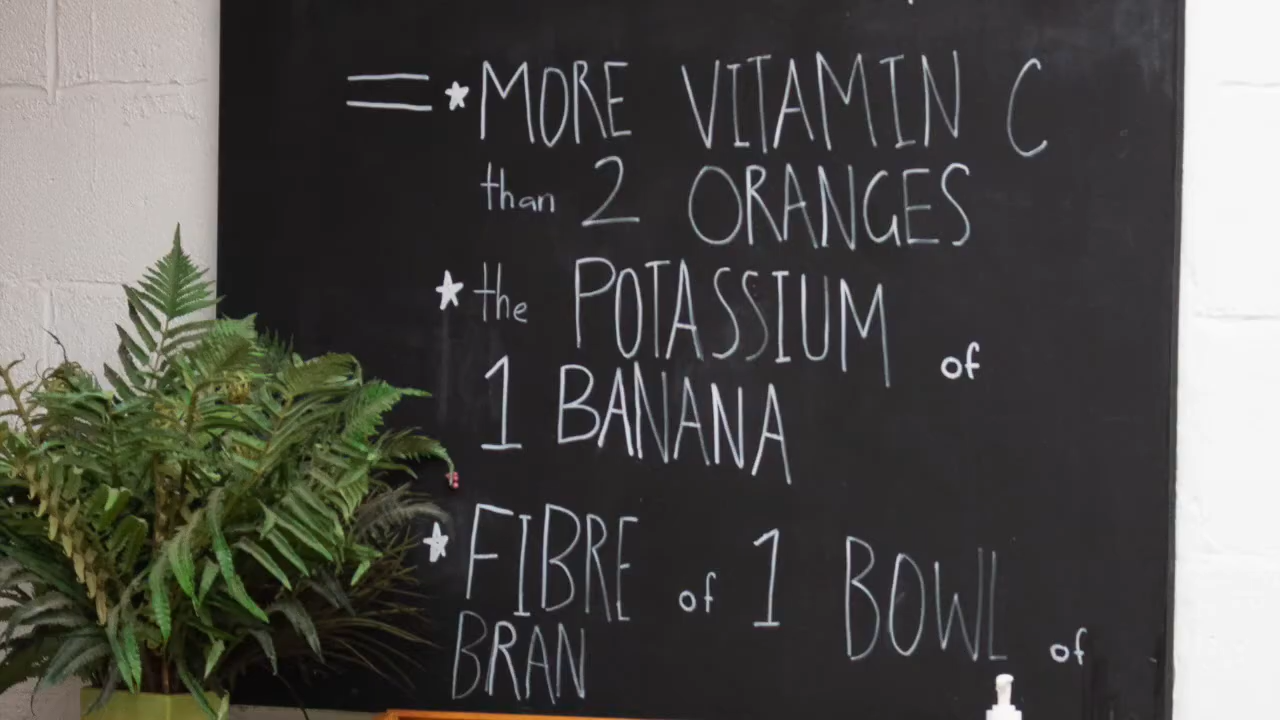 = * MORE VITAMIN C
than 2 ORANGES
* the POTASSIUM of
1 BANANA
* FIBRE of 1 BOWL of
BRAN